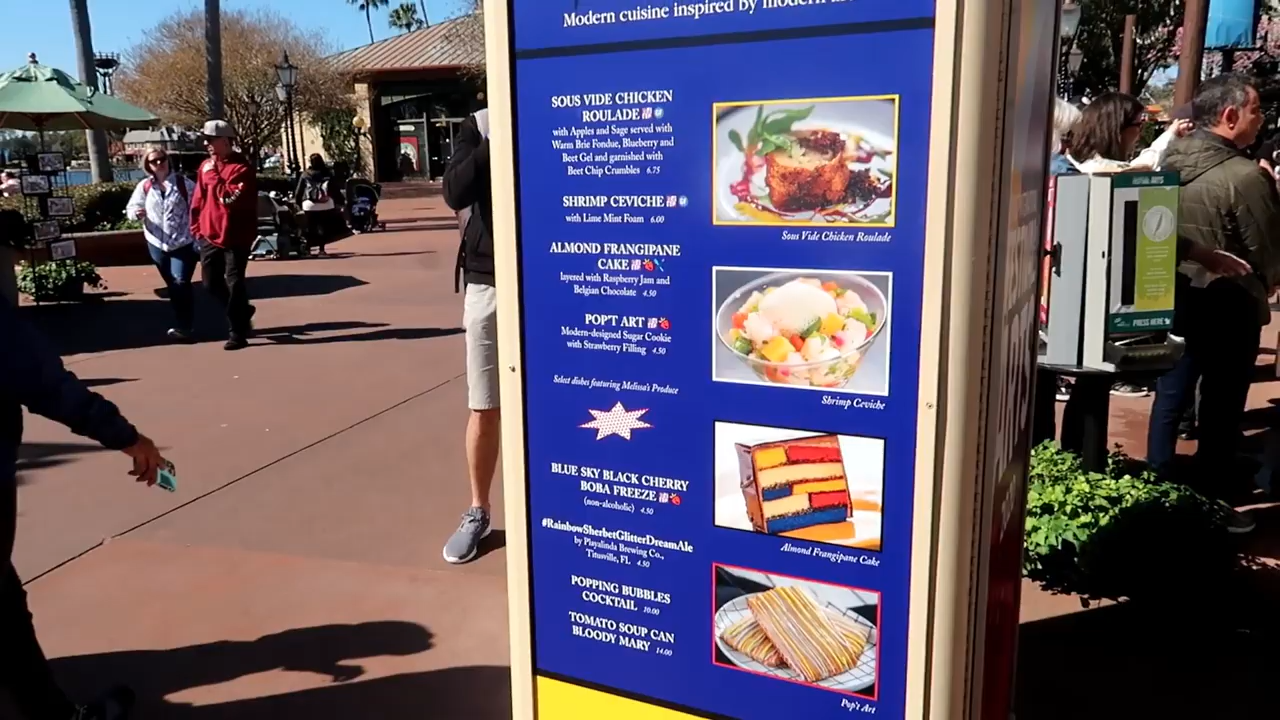 Modern cuisine inspired by modern
SOUS VIDE CHICKEN
ROULADE
with Apples and Sage served with
Warm Brie Fondue, Blueberry and
Beet Gel and garnished with
Beet Chip Crumbles 6.75
SHRIMP CEVICHE
with Lime Mint Foam 6.00
ALMOND FRANGIPANE
CAKE
layered with Raspberry Jam and
Belgian Chocolate 4.50
POP'T ART
Modern-designed Sugar Cookie
with Strawberry Filling 4.50
Select dishes featuring Melissa's Produce
BLUE SKY BLACK CHERRY
BOBA FREEZE
(non-alcoholic) 4.50
#RainbowSherbetGlitterDreamAle
by Playalinda Brewing Co.,
Titusville, FL 4.50
POPPING BUBBLES
COCKTAIL 10.00
TOMATO SOUP CAN
BLOODY MARY 14.00
Sous Vide Chicken Roulade
Shrimp Ceviche
Almond Frangipane Cake
Pop't Art
PRESS HERE